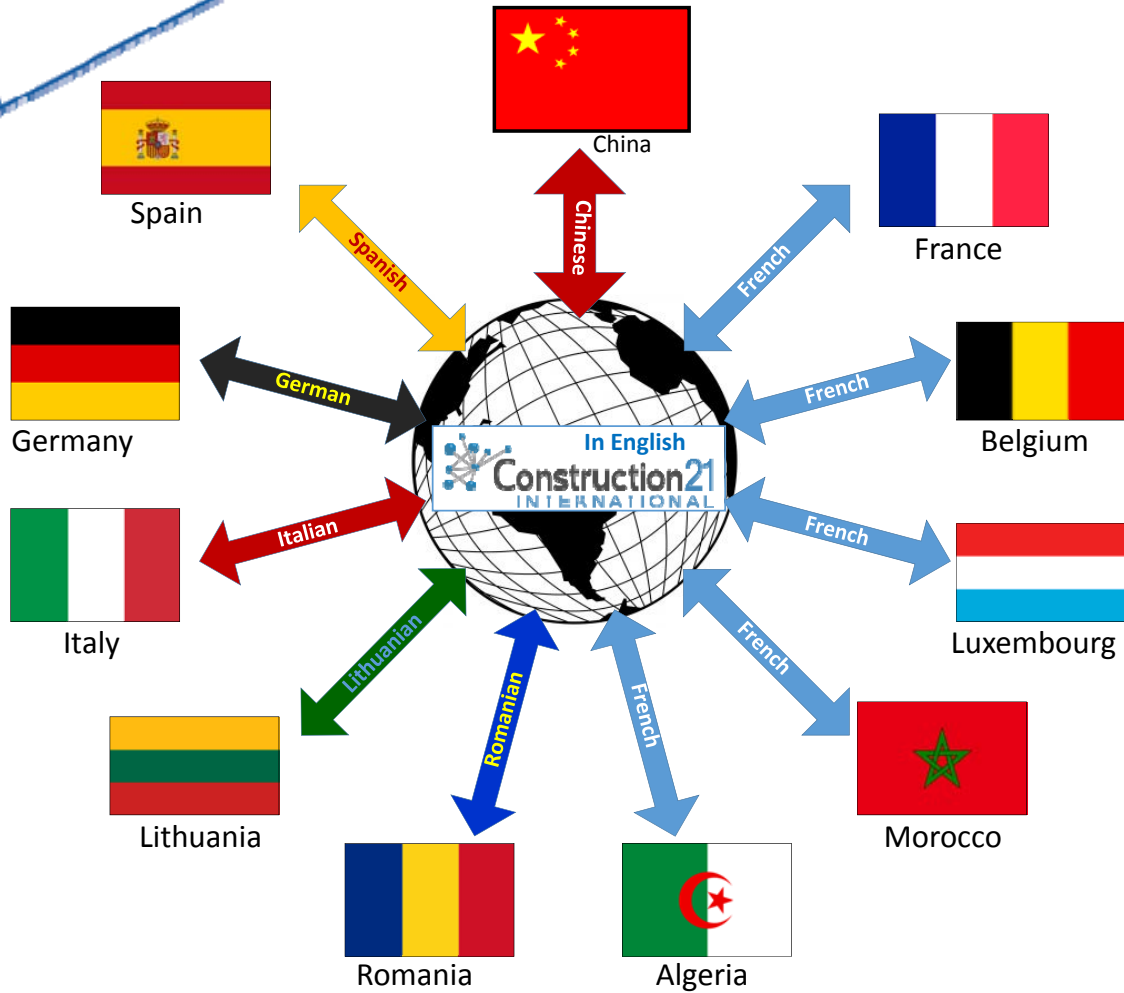 China
Spain
France
Chinese
Spanish
French
Germany
German
French
Belgium
In English
Construction21
INTERNATIONAL
Italy
Italian
French
Luxembourg
Lithuanian
French
Lithuania
Romanian
French
Morocco
Romania
Algeria